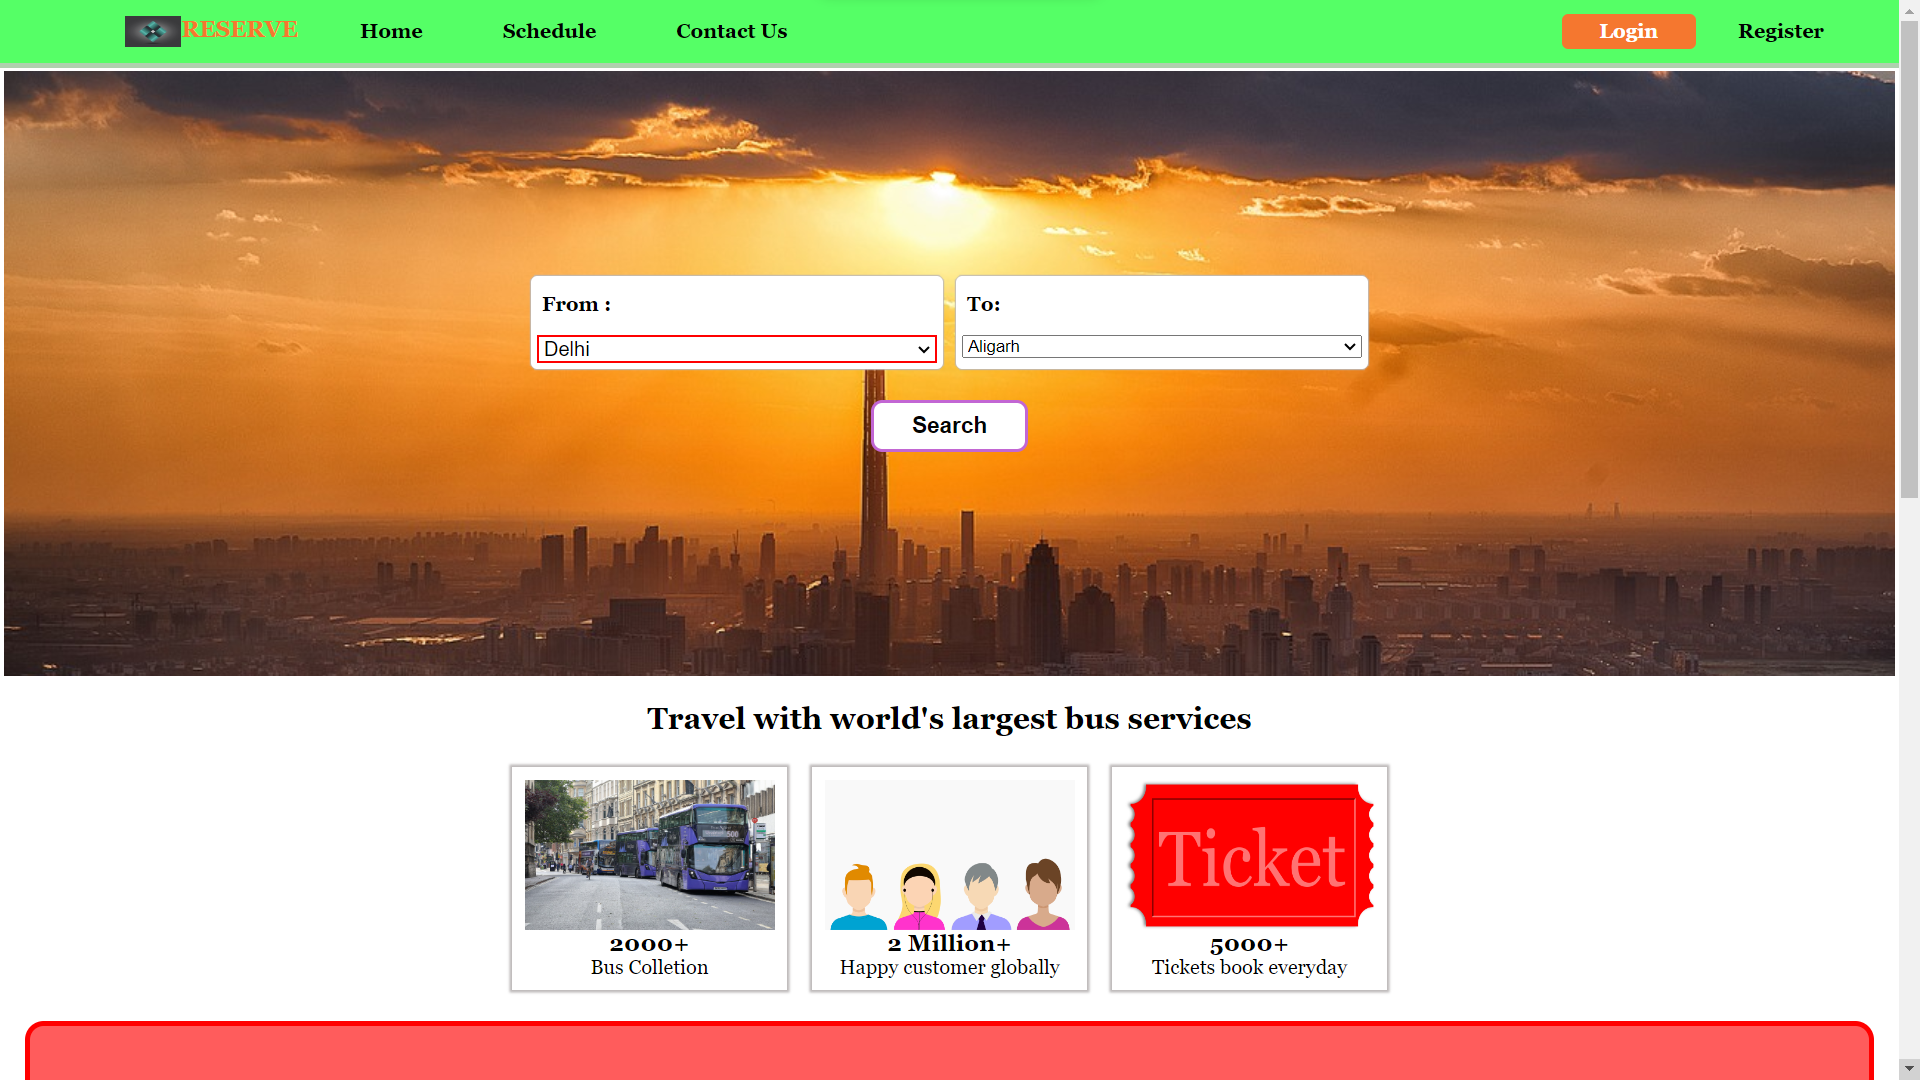 RESERVE Home Schedule Contact Us Login Register
From : To:
Delhi Aligarh
Search
Travel with world's largest bus services
500
Ticket
2000+ 2 Million+ 5000+
Bus Colletion Happy customer globally Tickets book everyday